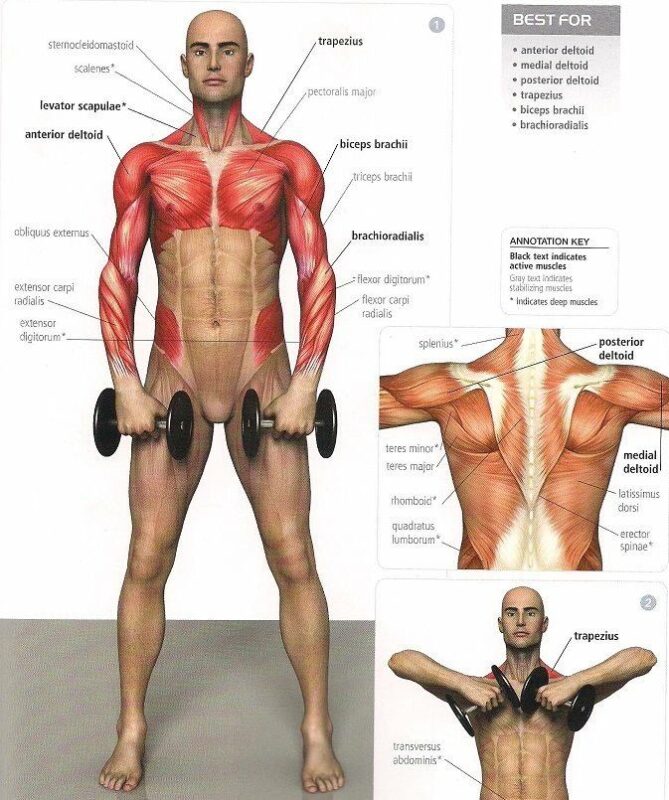 1
sternocleidomastoid
scalenes*
levator scapulae*
anterior deltoid
obliquus externus
extensor carpi
radialis
extensor
digitorum*
trapezius
pectoralis major
biceps brachii
triceps brachii
brachioradialis
flexor digitorum*
flexor carpi
radialis
BEST FOR
• anterior deltoid
• medial deltoid
• posterior deltoid
• trapezius
• biceps brachii
• brachioradialis
ANNOTATION KEY
Black text indicates
active muscles
Gray text indicates
stabilizing muscles
* indicates deep muscles
splenius*
posterior
deltoid
teres minor*
teres major
rhomboid*
quadratus
lumborum*
medial
deltoid
latissimus
dorsi
erector
spinae*
2
trapezius
transversus
abdominis*